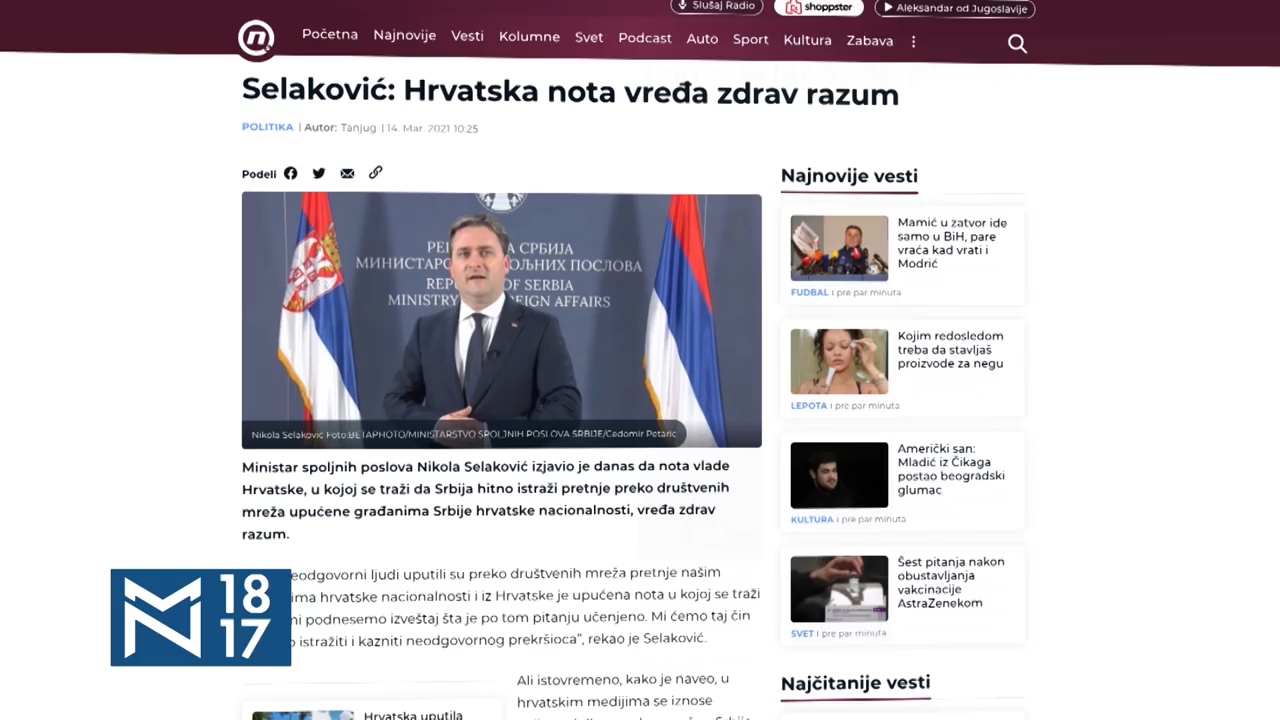 Slušaj Radio
shoppster
Aleksandar od Jugoslavije
Početna Najnovije Vesti Kolumne Svet Podcast Auto Sport Kultura Zabava
Selaković: Hrvatska nota vređa zdrav razum
POLITIKA | Autor: Tanjug | 14. Mar. 2021 10:25
Podeli
СРБИЈА
ПОСЛОВА
OF SERBIA
MINISTRY
AFFAIRS
Nikola Selaković Foto:BETAPHOTO/MINISTARSTVO SPOLJNIH POSLOVA SRBIJE/Cedomir Petaric
Ministar spoljnih poslova Nikola Selaković izjavio je danas da nota vlade
Hrvatske, u kojoj se traži da Srbija hitno istraži pretnje preko društvenih
mreža upućene građanima Srbije hrvatske nacionalnosti, vređa zdrav
razum.
eodgovorni ljudi uputili su preko društvenih mreža pretnje našim
ima hrvatske nacionalnosti i iz Hrvatske je upućena nota u kojoj se traži
ni podnesemo izveštaj šta je po tom pitanju učenjeno. Mi ćemo taj čin
o istražiti i kazniti neodgovornog prekršioca", rekao je Selaković.
Ali istovremeno, kako je naveo, u
hrvatskim medijima se iznose
Hrvatska uputila
Najnovije vesti
Mamić u zatvor ide
samo u BiH, pare
vraća kad vrati i
Modrić
FUDBAL | pre par minuta
Kojim redosledom
treba da stavljaš
proizvode za negu
LEPOTA | pre par minuta
Američki san:
Mladić iz Čikaga
postao beogradski
glumac
KULTURA | pre par minuta
Šest pitanja nakon
obustavljanja
vakcinacije
AstraZenekom
SVET | pre par minuta
Najčitanije vesti
18
17